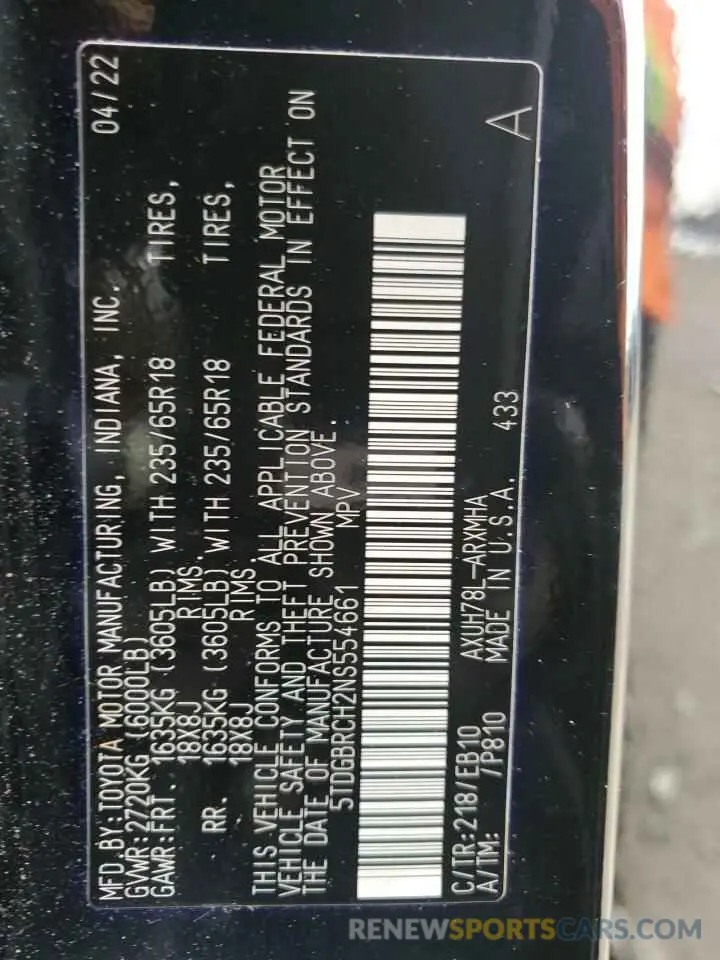 MFD.BY:TOYOTA MOTOR MANUFACTURING, INDIANA, INC. 04/22
GVWR:2720KG (6000LB)
GAWR:FRT. 1635KG (3605LB) WITH 235/65R18 TIRES,
18X8J RIMS.
RR. 1635KG (3605LB) WITH 235/65R18 TIRES,
18X8J RIMS
THIS VEHICLE CONFORMS TO ALL APPLICABLE FEDERAL MOTOR
VEHICLE SAFETY AND THEFT PREVENTION STANDARDS IN EFFECT ON
THE DATE OF MANUFACTURE SHOWN ABOVE.
5TDGBRCH2NS554661 MPV
C/TR:218/EB10 AXUH78L-ARXMHA
A/TM: /P810 MADE IN U.S.A. 433 A
RENEWSPORTCARS.COM